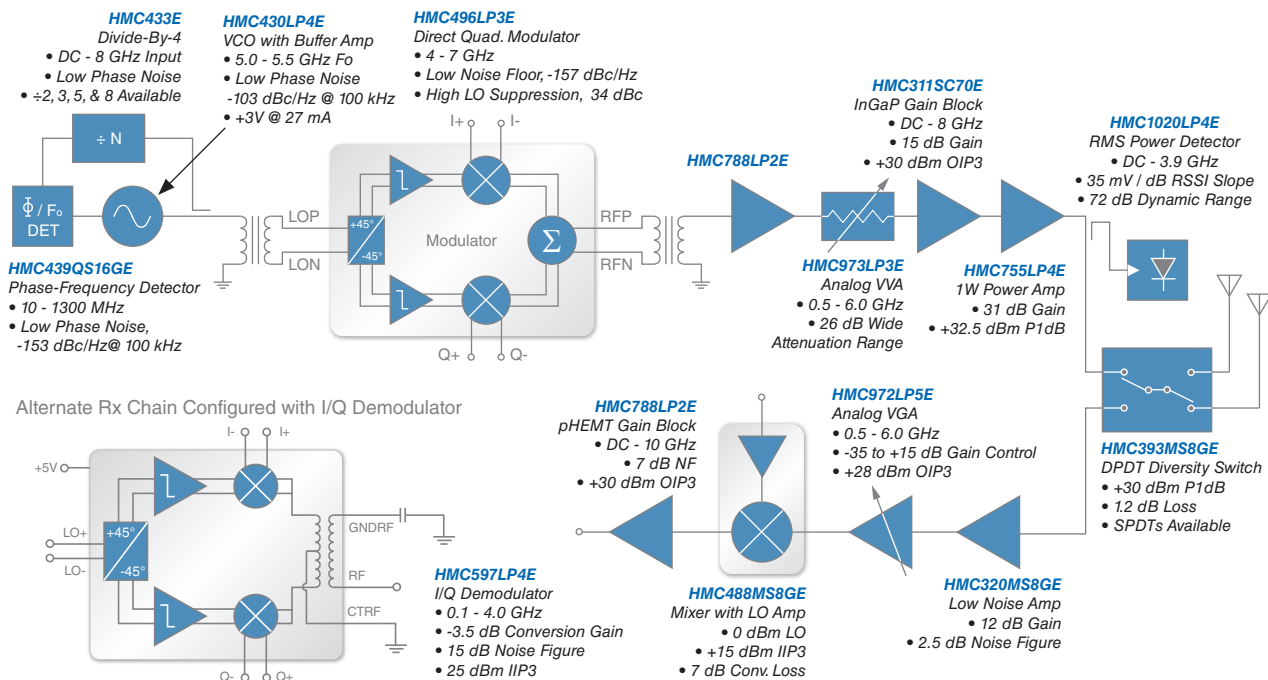 HMC433E
Divide-By-4
• DC - 8 GHz Input
• Low Phase Noise
• ÷2, 3, 5, & 8 Available
HMC430LP4E
VCO with Buffer Amp
• 5.0 - 5.5 GHz Fo
• Low Phase Noise
-103 dBc/Hz @ 100 kHz
• +3V @ 27 mA
HMC496LP3E
Direct Quad. Modulator
• 4 - 7 GHz
• Low Noise Floor, -157 dBc/Hz
• High LO Suppression, 34 dBc
I+
I-
÷ N
Φ / Fo
DET
LOP
LON
+45°
-45°
Modulator
Σ
RFP
RFN
Q+
Q-
HMC439QS16GE
Phase-Frequency Detector
• 10 - 1300 MHz
• Low Phase Noise,
-153 dBc/Hz@ 100 kHz
HMC788LP2E
HMC311SC70E
InGaP Gain Block
• DC - 8 GHz
• 15 dB Gain
• +30 dBm OIP3
HMC1020LP4E
RMS Power Detector
• DC - 3.9 GHz
• 35 mV / dB RSSI Slope
• 72 dB Dynamic Range
HMC973LP3E
Analog VVA
• 0.5 - 6.0 GHz
• 26 dB Wide
Attenuation Range
HMC755LP4E
1W Power Amp
• 31 dB Gain
• +32.5 dBm P1dB
HMC393MS8GE
DPDT Diversity Switch
• +30 dBm P1dB
• 1.2 dB Loss
• SPDTs Available
Alternate Rx Chain Configured with I/Q Demodulator
I-
I+
+5V
LO+
LO-
+45°
-45°
GNDRF
RF
CTRF
Q-
Q+
HMC597LP4E
I/Q Demodulator
• 0.1 - 4.0 GHz
• -3.5 dB Conversion Gain
• 15 dB Noise Figure
• 25 dBm IIP3
HMC788LP2E
pHEMT Gain Block
• DC - 10 GHz
• 7 dB NF
• +30 dBm OIP3
HMC488MS8GE
Mixer with LO Amp
• 0 dBm LO
• +15 dBm IIP3
• 7 dB Conv. Loss
HMC972LP5E
Analog VGA
• 0.5 - 6.0 GHz
• -35 to +15 dB Gain Control
• +28 dBm OIP3
HMC320MS8GE
Low Noise Amp
• 12 dB Gain
• 2.5 dB Noise Figure